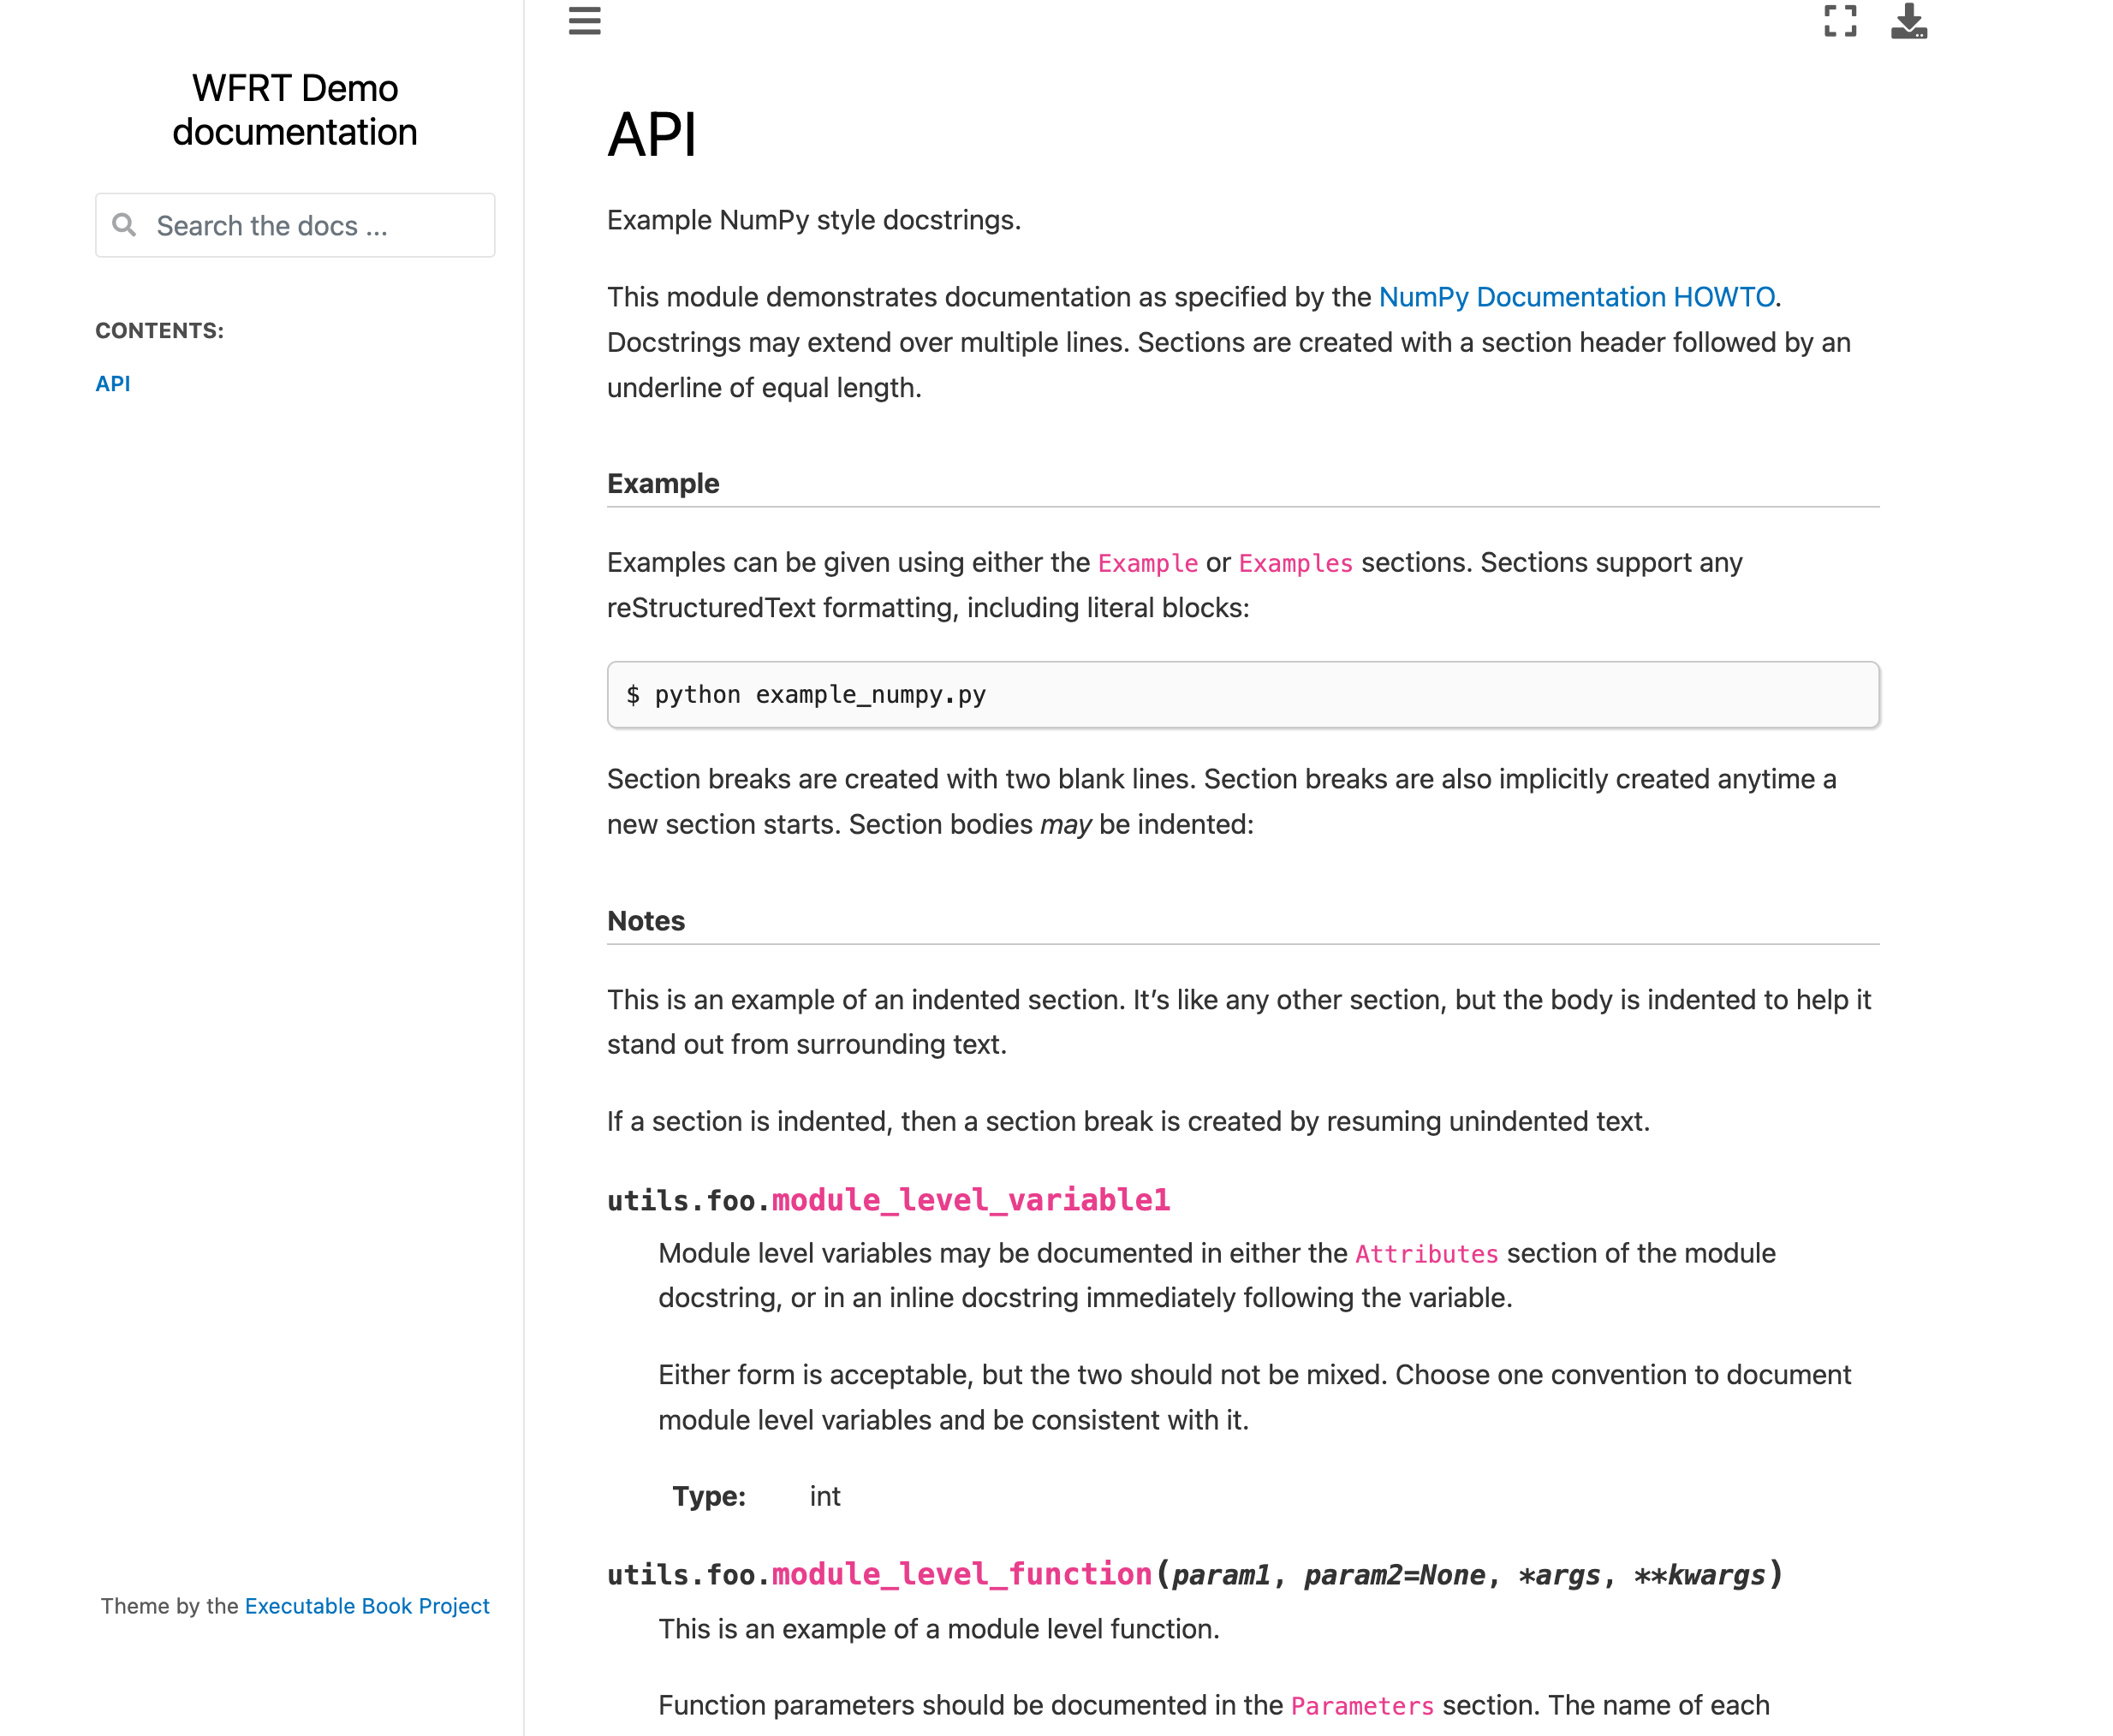 WFRT Demo
documentation
Search the docs ...
CONTENTS:
API
Theme by the Executable Book Project
API
Example NumPy style docstrings.
This module demonstrates documentation as specified by the NumPy Documentation HOWTO.
Docstrings may extend over multiple lines. Sections are created with a section header followed by an
underline of equal length.
Example
Examples can be given using either the Example or Examples sections. Sections support any
reStructuredText formatting, including literal blocks:
$ python example_numpy.py
Section breaks are created with two blank lines. Section breaks are also implicitly created anytime a
new section starts. Section bodies may be indented:
Notes
This is an example of an indented section. It’s like any other section, but the body is indented to help it
stand out from surrounding text.
If a section is indented, then a section break is created by resuming unindented text.
utils.foo.module_level_variable1
Module level variables may be documented in either the Attributes section of the module
docstring, or in an inline docstring immediately following the variable.
Either form is acceptable, but the two should not be mixed. Choose one convention to document
module level variables and be consistent with it.
Type: int
utils.foo.module_level_function(param1, param2=None, *args, **kwargs)
This is an example of a module level function.
Function parameters should be documented in the Parameters section. The name of each